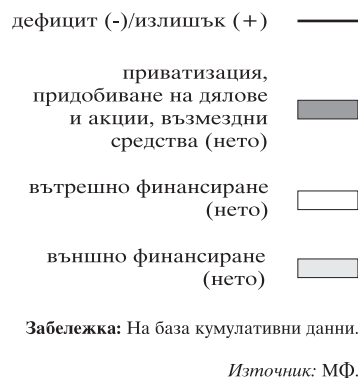 дефицит (-)/излишък (+)
приватизация,
придобиване на дялове
и акции, възмездни
средства (нето)
вътрешно финансиране
(нето)
външно финансиране
(нето)
Забележка: На база кумулативни данни.
Източник: МФ.